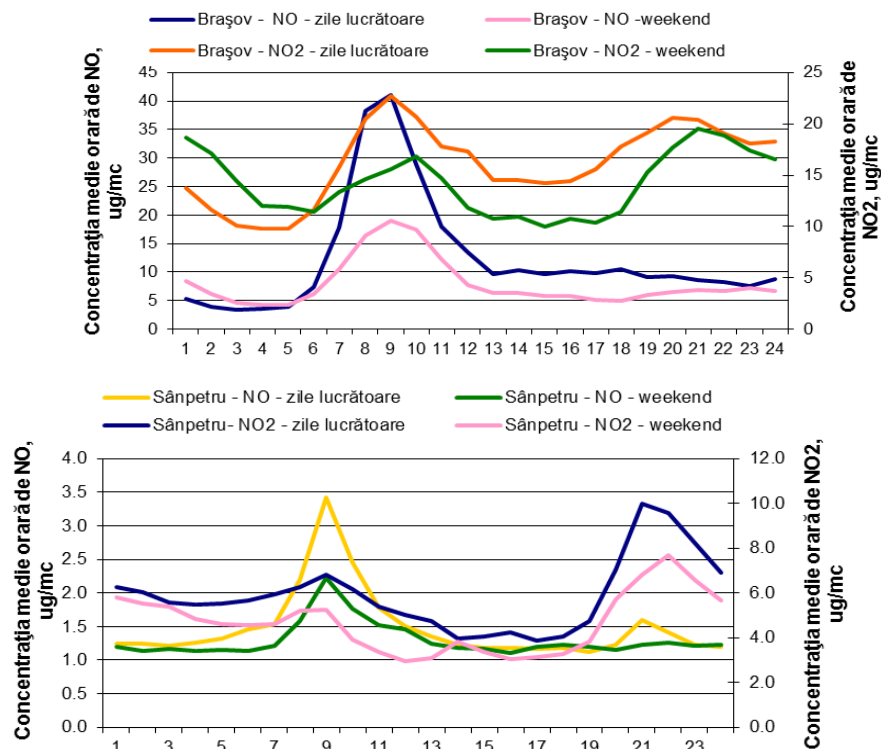 Braşov - NO - zile lucrătoare
Braşov - NO -weekend
Braşov - NO2 - zile lucrătoare
Braşov - NO2 - weekend
Concentraţia medie orară de NO,
ug/mc
45
40
35
30
25
20
15
10
5
0
25
20
15
10
5
0
Concentraţia medie orară de
NO2, ug/mc
1 2 3 4 5 6 7 8 9 10 11 12 13 14 15 16 17 18 19 20 21 22 23 24
Sânpetru - NO - zile lucrătoare
Sânpetru - NO - weekend
Sânpetru- NO2 - zile lucrătoare
Sânpetru - NO2 - weekend
Concentraţia medie orară de NO,
ug/mc
4.0
3.5
3.0
2.5
2.0
1.5
1.0
0.5
0.0
12.0
10.0
8.0
6.0
4.0
2.0
0.0
Concentraţia medie orară de NO2,
ug/mc
1 3 5 7 9 11 13 15 17 19 21 23